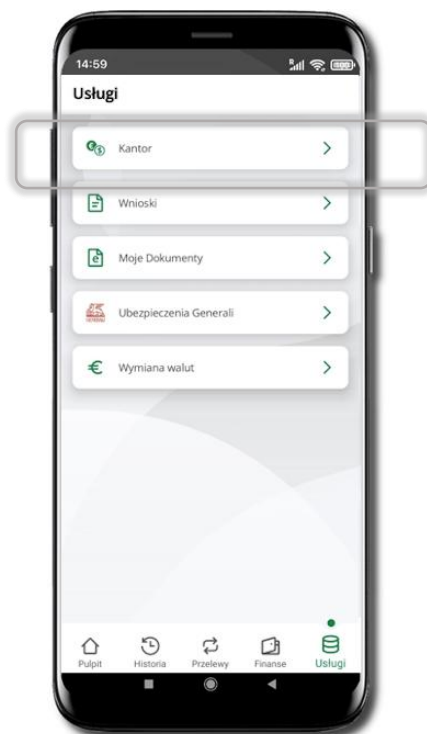 14:59
Usługi
Kantor
Wnioski
Moje Dokumenty
Ubezpieczenia Generali
Wymiana walut
Pulpit
Historia
Przelewy
Finanse
Usługi